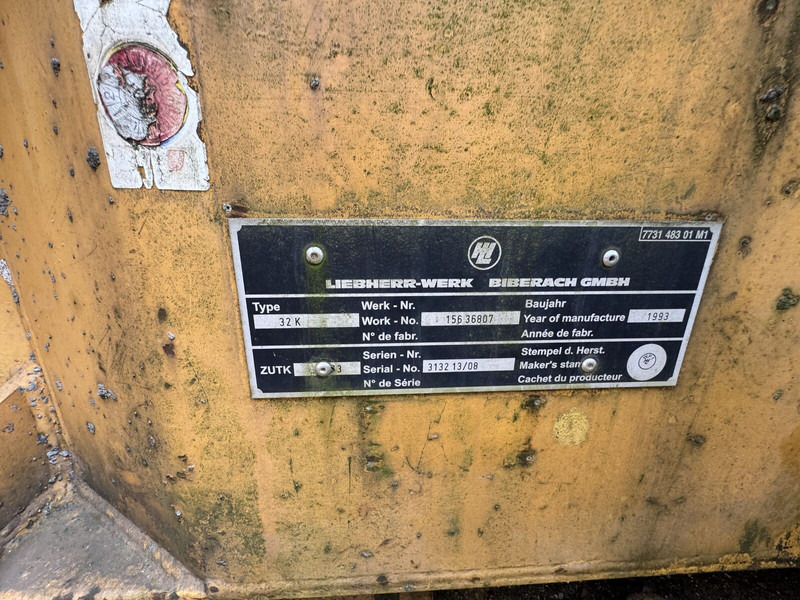 7731 483 01 M1
LIEBHERR-WERK BIBERACH GMBH
Type
32 K
Werk - Nr.
Work - No. 156 36807
N° de fabr.
Baujahr
Year of manufacture 1993
Année de fabr.
ZUTK 3
Serien - Nr.
Serial - No. 3132 13/08
N° de Série
Stempel d. Herst.
Maker's
Cachet du producteur